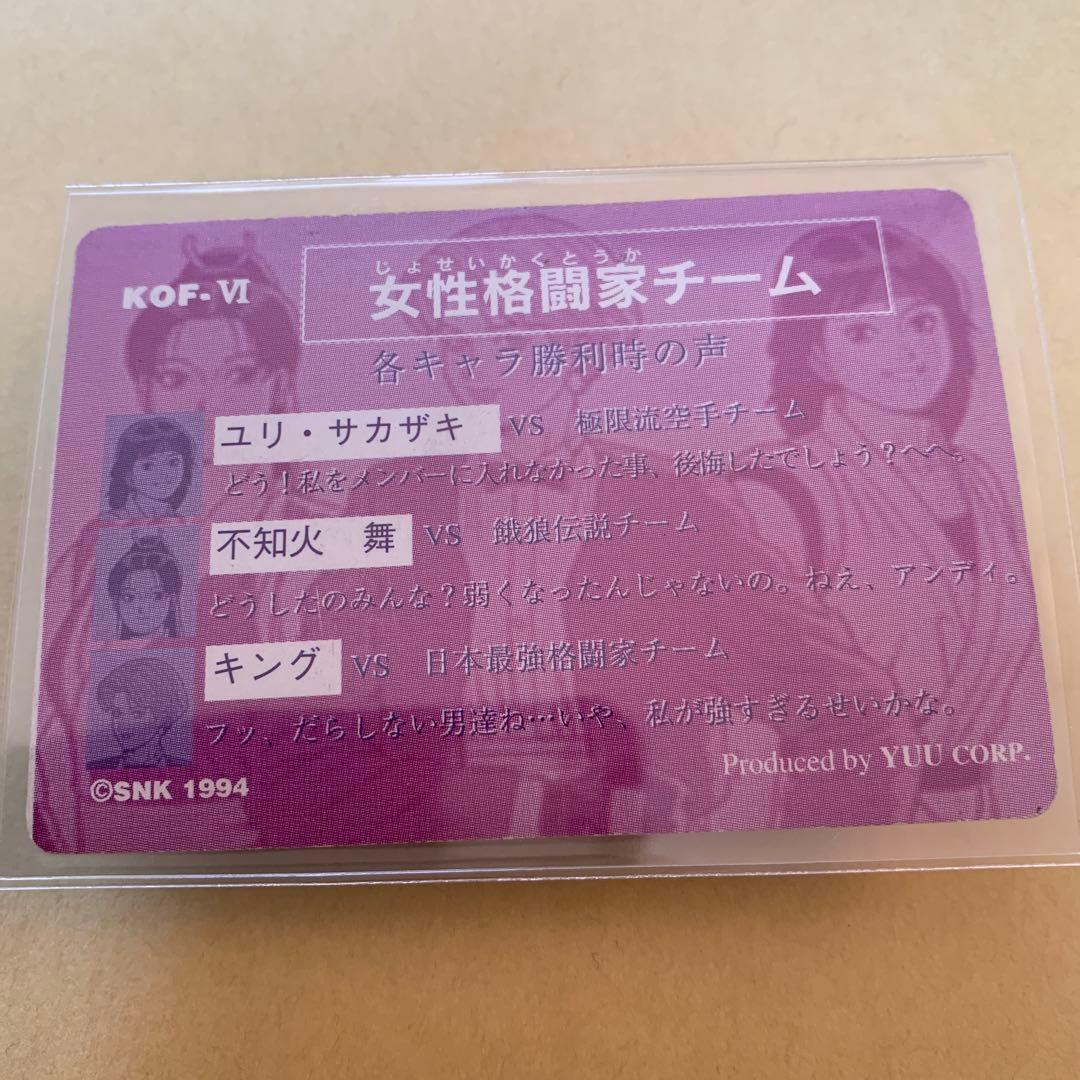 KOF-Ⅵ
じょせいかくとうか
女性格闘家チーム
各キャラ勝利時の声
ユリ・サカザキ VS 極限流空手チーム
どう!私をメンバーに入れなかった事、後悔したでしょう?へへ。
不知火 舞 VS 餓狼伝説チーム
どうしたのみんな?弱くなったんじゃないの。ねえ、アンディ。
キング VS 日本最強格闘家チーム
フッ、だらしない男達ね…いや、私が強すぎるせいかな。
Produced by YUU CORP.
©SNK 1994